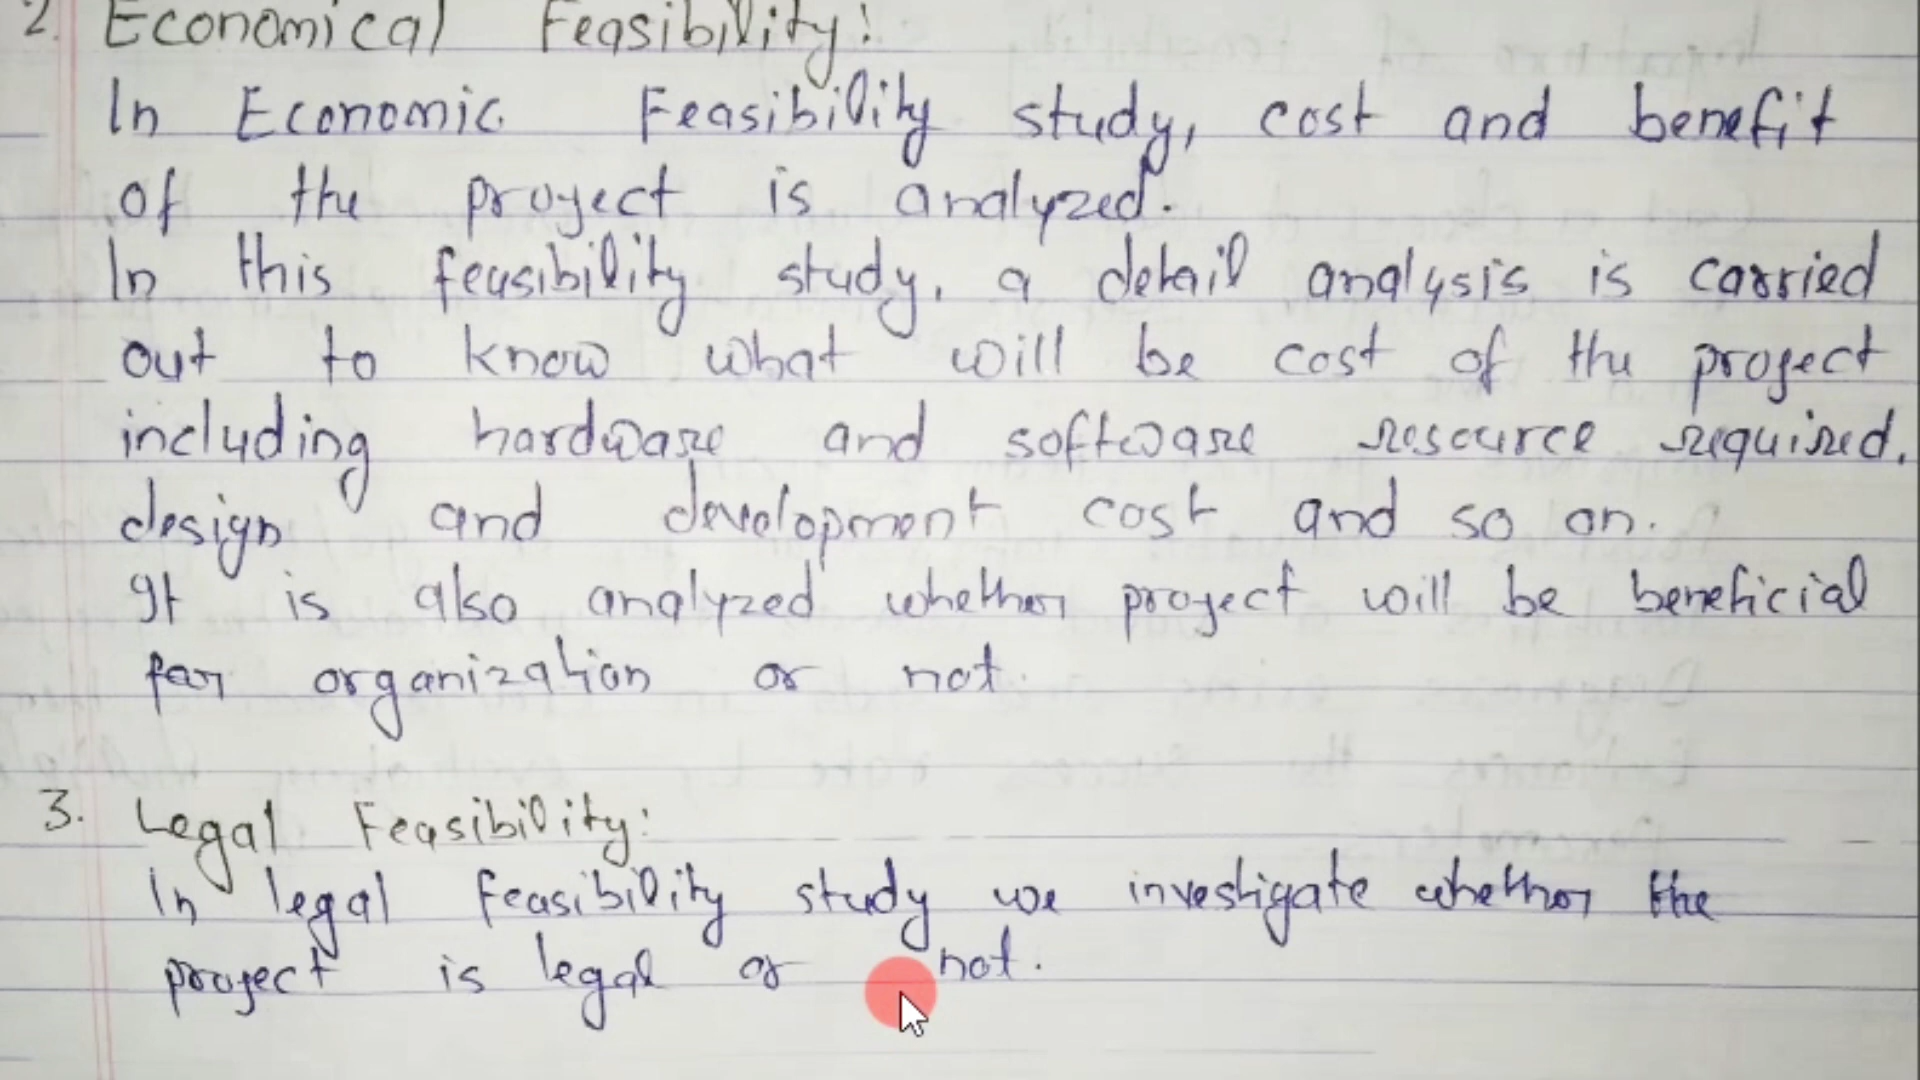 2. Economical Feasibility:
In Economic Feasibility study, cost and benefit
of the project is analyzed.
In this feasibility study, a detail analysis is carried
out to know what will be cost of the project
including hardware and software resource required.
design and development cost and so on.
It is also analyzed whether project will be beneficial
for organization or not.
3. Legal Feasibility:
In legal feasibility study we investigate whether the
project is legal or not.